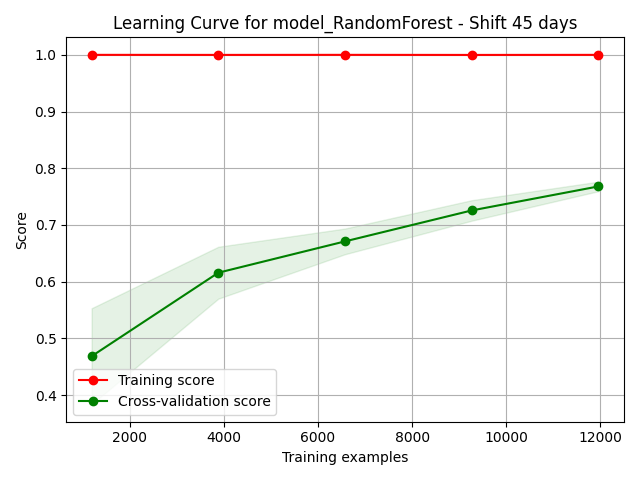 Learning Curve for model_RandomForest - Shift 45 days
1.0
0.9
0.8
0.7
0.6
0.5
0.4
Score
Training score
Cross-validation score
2000 4000 6000 8000 10000 12000
Training examples